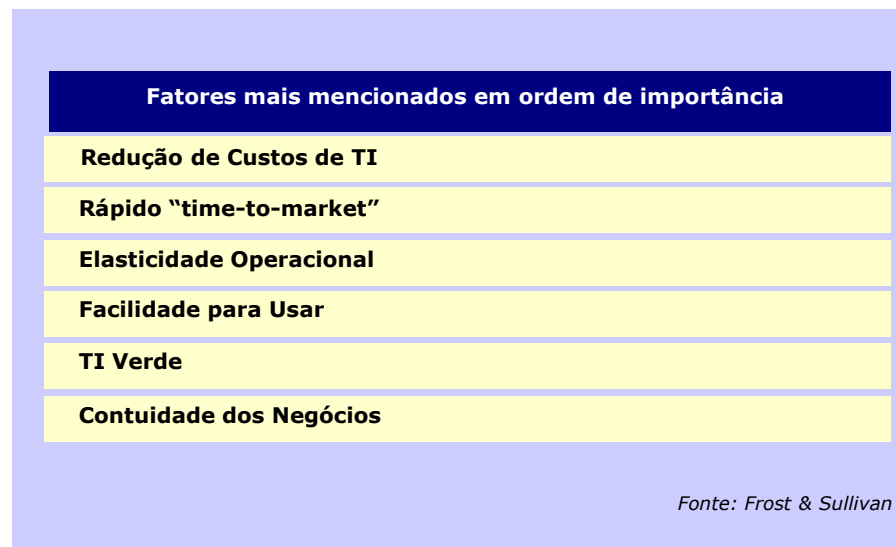 Fatores mais mencionados em ordem de importância
Redução de Custos de TI
Rápido “time-to-market”
Elasticidade Operacional
Facilidade para Usar
TI Verde
Contuidade dos Negócios
Fonte: Frost & Sullivan